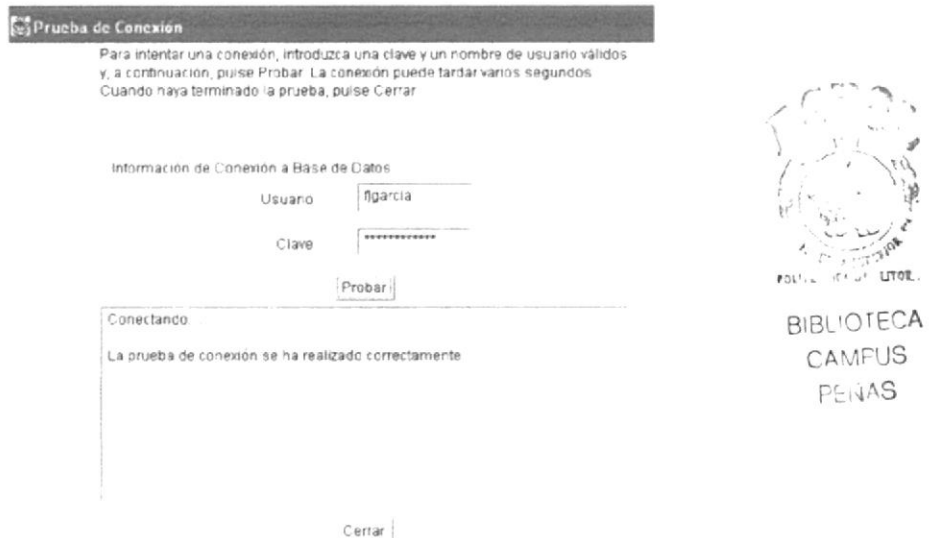 Prueba de Conexión
Para intentar una conexión, introduzca una clave y un nombre de usuario válidos
y, a continuación, pulse Probar. La conexión puede tardar varios segundos
Cuando haya terminado la prueba, pulse Cerrar
Información de Conexión a Base de Datos
Usuario
Clave
************
Probar
Conectando...
La prueba de conexión se ha realizado correctamente
Cerrar
BIBLIOTECA
CAMPUS
PEÑAS